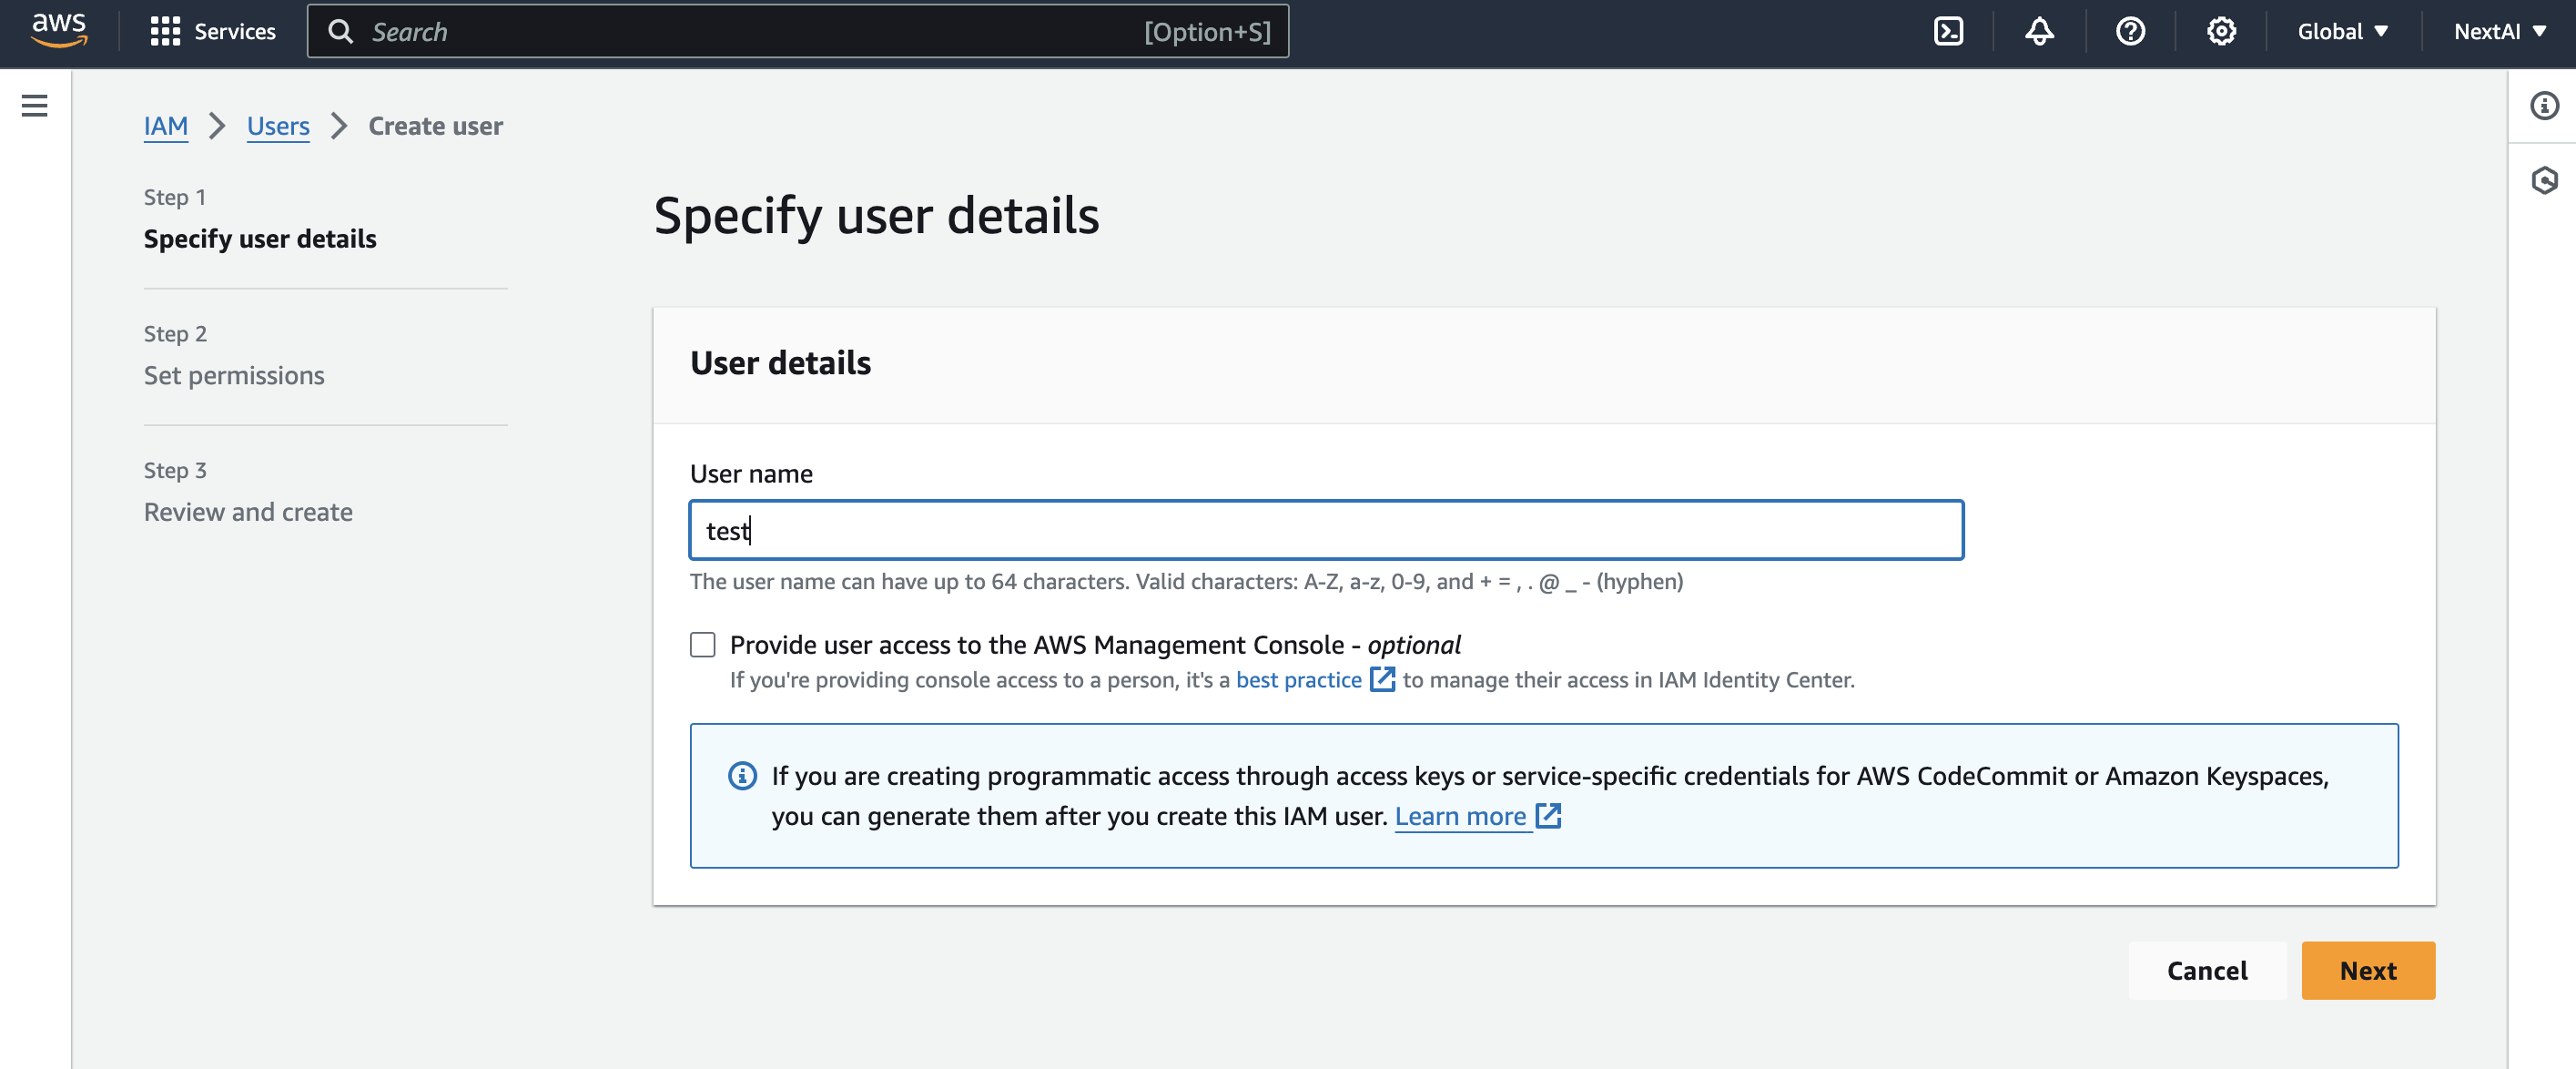 aws
Services
Search [Option+S]
Global
NextAI
IAM
Users
Create user
Step 1
Specify user details
Step 2
Set permissions
Step 3
Review and create
Specify user details
User details
User name
test
The user name can have up to 64 characters. Valid characters: A-Z, a-z, 0-9, and + = , . @ _ - (hyphen)
Provide user access to the AWS Management Console - optional
If you're providing console access to a person, it's a best practice to manage their access in IAM Identity Center.
If you are creating programmatic access through access keys or service-specific credentials for AWS CodeCommit or Amazon Keyspaces,
you can generate them after you create this IAM user. Learn more
Cancel
Next